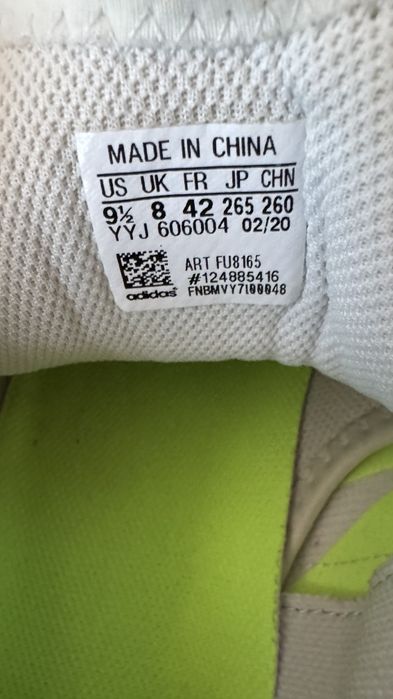 MADE IN CHINA
US UK FR JP CHN
9½ 8 42 265 260
YYJ 606004 02/20
ART FU8165
#124885416
adidas FNBMVY7I00048